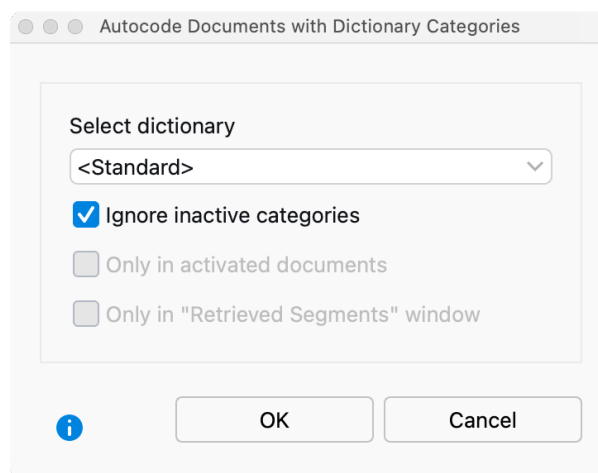 Autocode Documents with Dictionary Categories
Select dictionary
<Standard>
Ignore inactive categories
Only in activated documents
Only in "Retrieved Segments" window
OK
Cancel